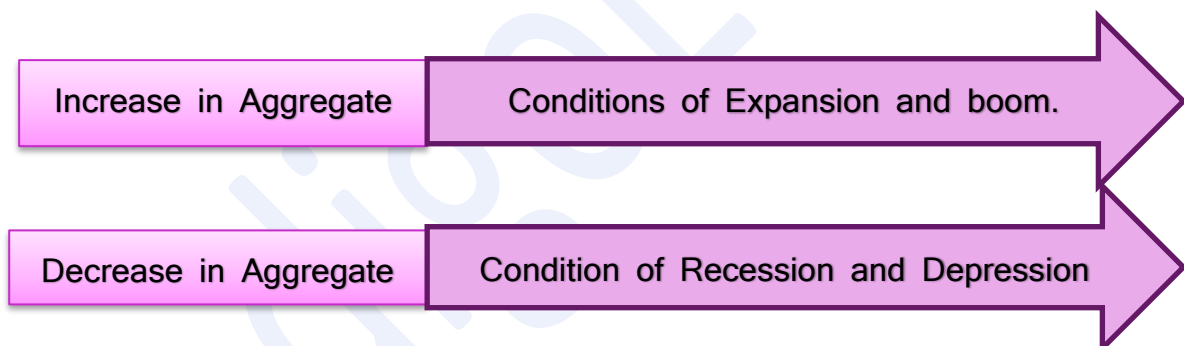 Increase in Aggregate
Conditions of Expansion and boom.
Decrease in Aggregate
Condition of Recession and Depression